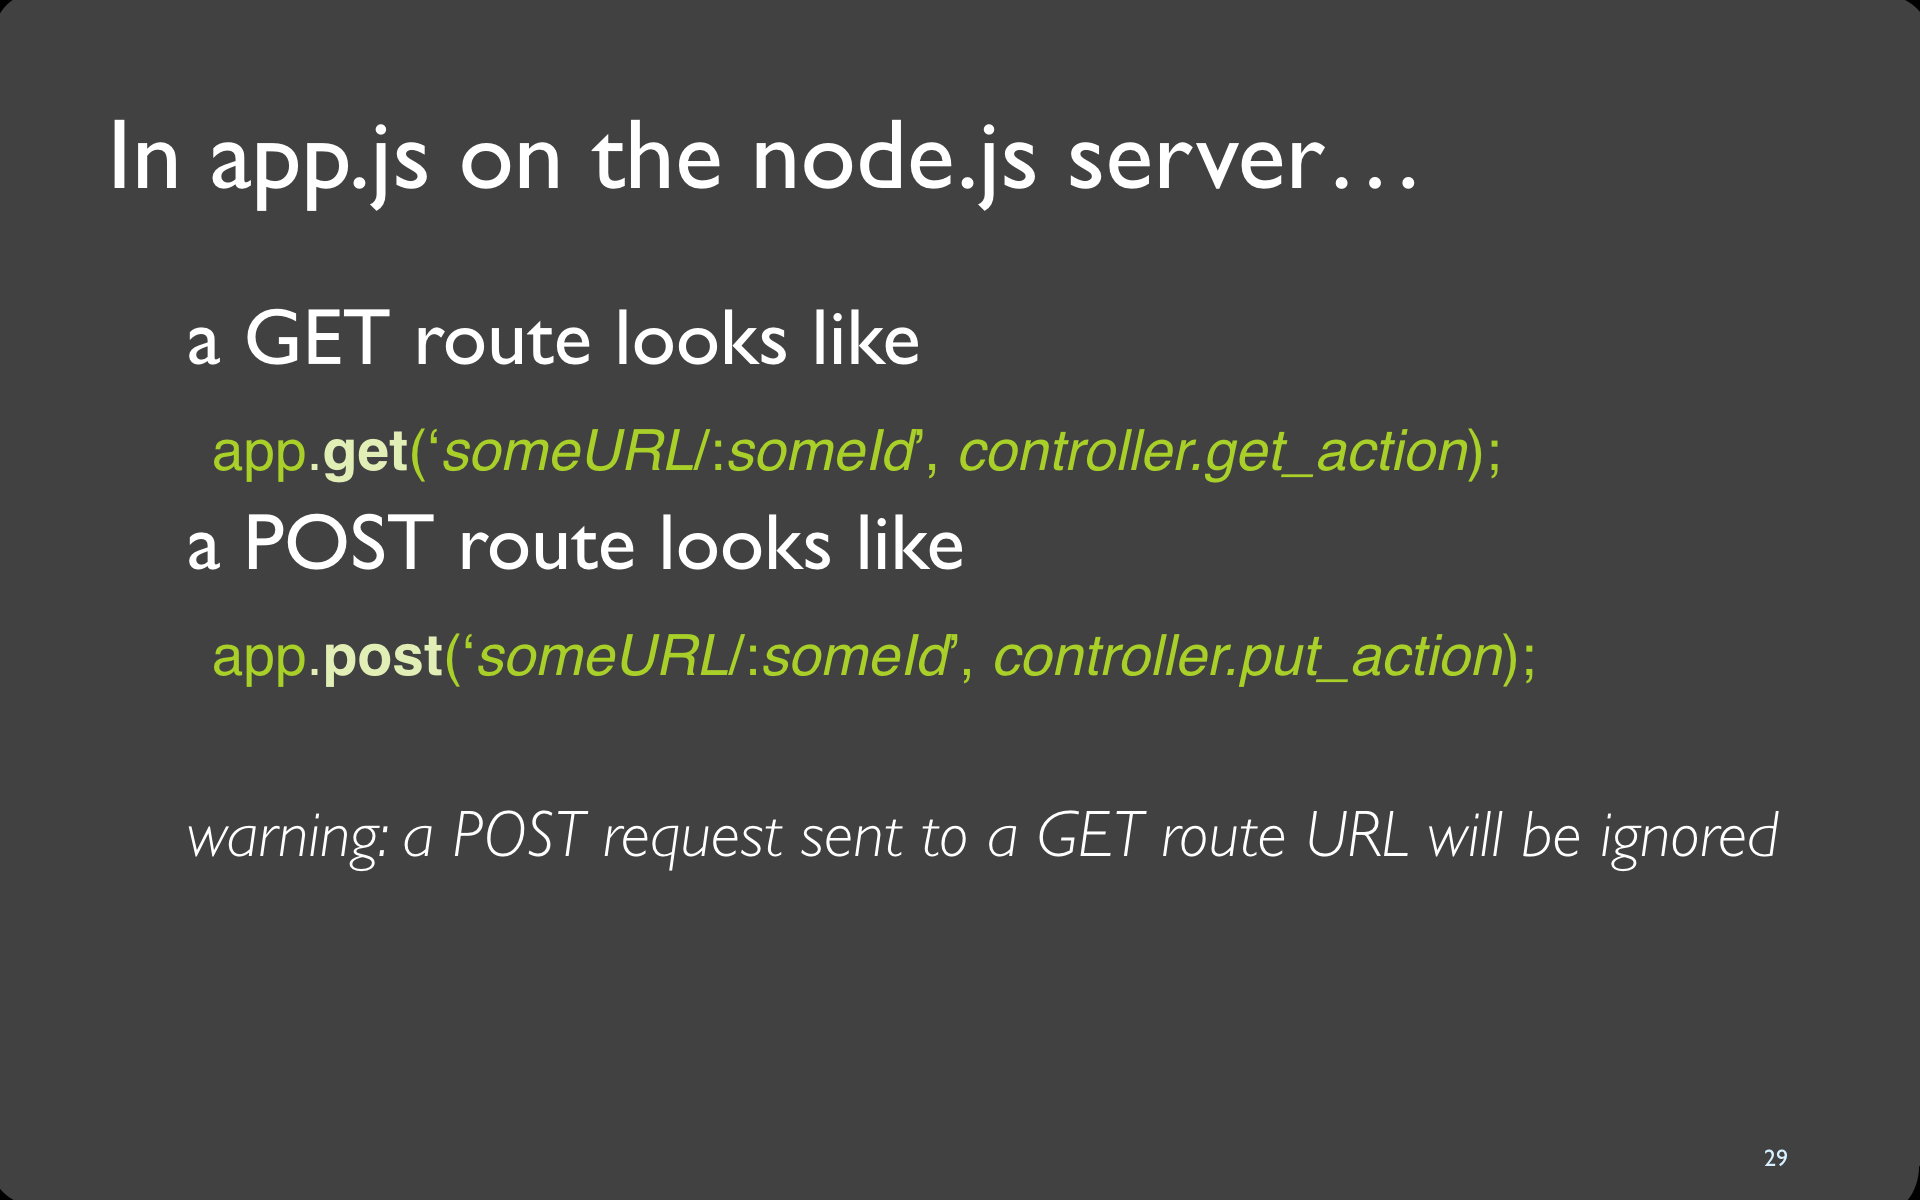 In app.js on the node.js server…
a GET route looks like
app.get(‘someURL/:someId’, controller.get_action);
a POST route looks like
app.post(‘someURL/:someId’, controller.put_action);
warning: a POST request sent to a GET route URL will be ignored
29